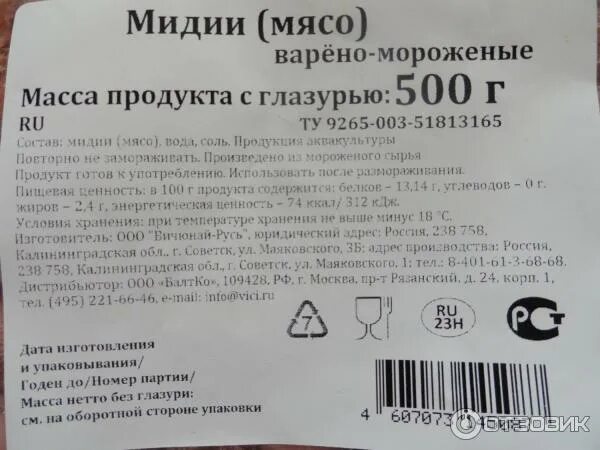 Мидии (мясо)
варёно-мороженые
Масса продукта с глазурью: 500 г
RU ТУ 9265-003-51813165
Состав: мидии (мясо), вода, соль. Продукция аквакультуры
Повторно не замораживать. Произведено из мороженого сырья
Продукт готов к употреблению. Использовать после размораживания.
Пищевая ценность: в 100 г продукта содержится: белков – 13,14 г, углеводов – 0 г.
жиров – 2,4 г, энергетическая ценность – 74 ккал/ 312 кДж.
Условия хранения: при температуре хранения не выше минус 18 °С.
Изготовитель: ООО "Вичюнай-Русь", юридический адрес: Россия, 238 758,
Калининградская обл., г. Советск, ул. Маяковского, 3Б; адрес производства: Россия,
238 758, Калининградская обл., г. Советск, ул. Маяковского, 1; тел.: 8-401-61-3-68-68.
Дистрибьютор: ООО «БалтКо», 109428, РФ, г. Москва, пр-т Рязанский, д. 24, корп. 1,
тел. (495) 221-66-46, e-mail: info@vici.ru
7
RU
23H
РСТ
Дата изготовления
и упаковывания/
Годен до/Номер партии/
Масса нетто без глазури:
см. на оборотной стороне упаковки
4 607073
ОТЗОВИК